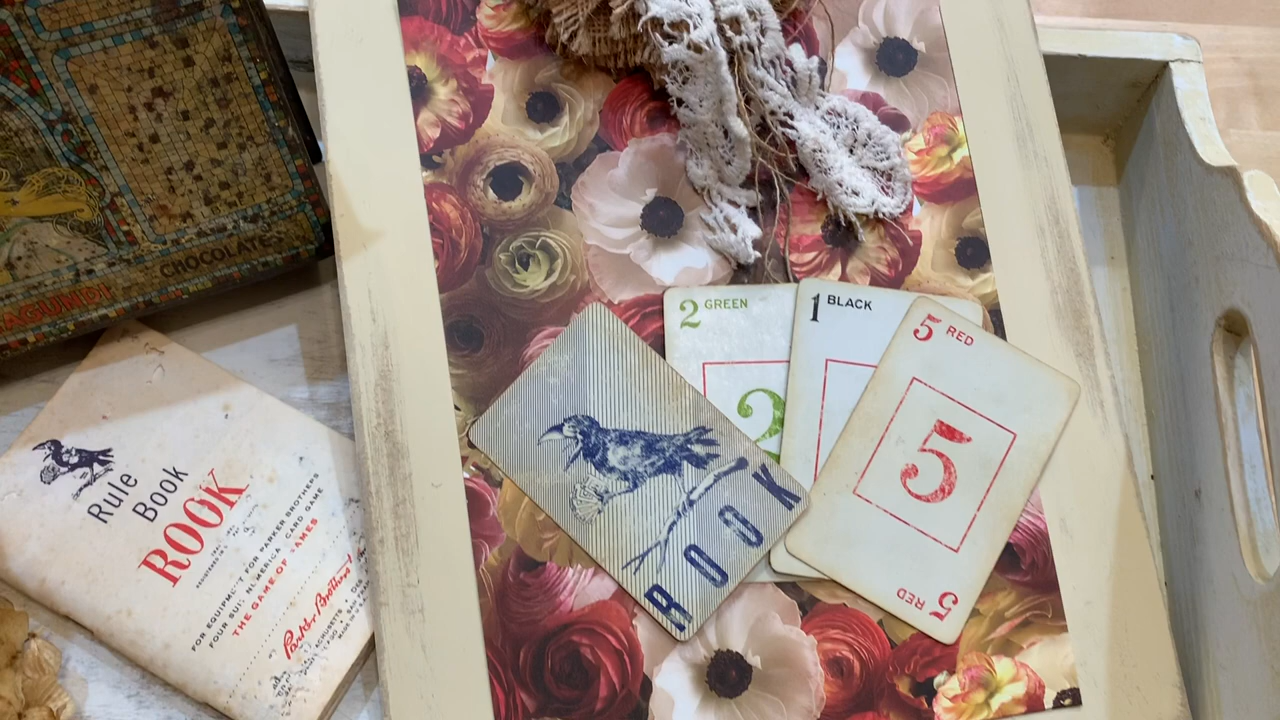 CHOCOLATES
AGUNDI
Rule
Book
ROOK
FOR EQUIPMENT FOR PARKER BROTHERS
FOUR SUIT NUMERICAL CARD GAME
THE GAME OF GAMES
Parker Brothers
2 GREEN
2
1 BLACK
5 RED
5
5 RED
ROOK